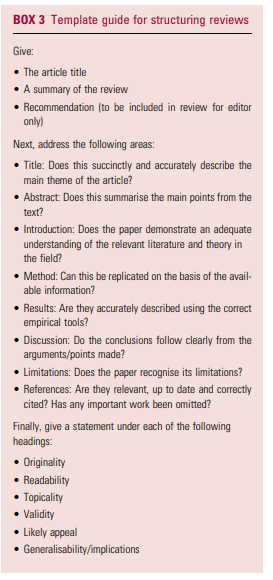 BOX 3 Template guide for structuring reviews
Give:
• The article title
• A summary of the review
• Recommendation (to be included in review for editor
only)
Next, address the following areas:
• Title: Does this succinctly and accurately describe the
main theme of the article?
• Abstract: Does this summarise the main points from the
text?
• Introduction: Does the paper demonstrate an adequate
understanding of the relevant literature and theory in
the field?
• Method: Can this be replicated on the basis of the avail-
able information?
• Results: Are they accurately described using the correct
empirical tools?
• Discussion: Do the conclusions follow clearly from the
arguments/points made?
• Limitations: Does the paper recognise its limitations?
• References: Are they relevant, up to date and correctly
cited? Has any important work been omitted?
Finally, give a statement under each of the following
headings:
• Originality
• Readability
• Topicality
• Validity
• Likely appeal
• Generalisability/implications